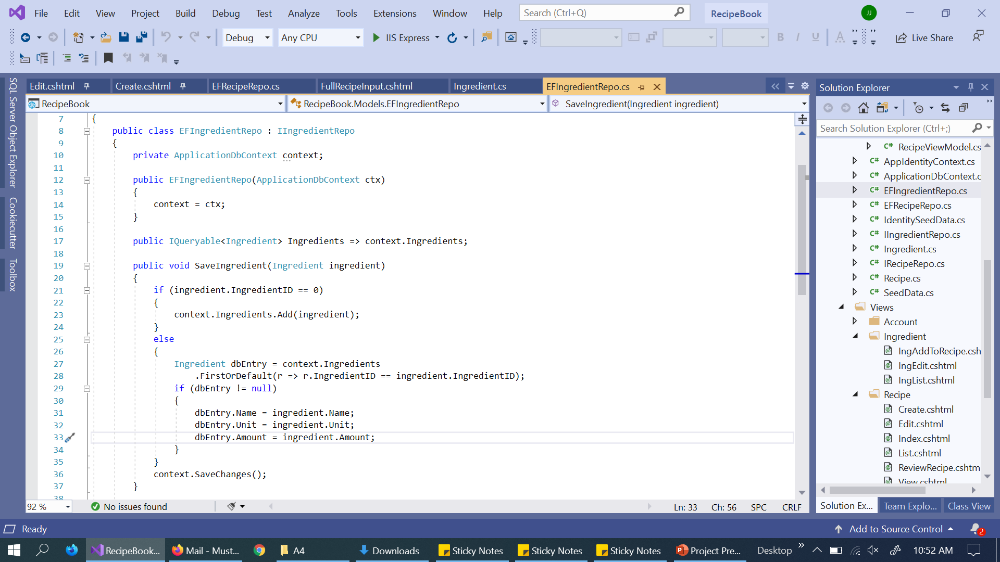 File Edit View Project Build Debug Test Analyze Tools Extensions Window Help Search (Ctrl+Q) RecipeBook JJ
Debug Any CPU IIS Express B I U A Live Share
Edit.cshtml Create.cshtml EFRecipeRepo.cs FullRecipeInput.cshtml Ingredient.cs EFIngredientRepo.cs
RecipeBook RecipeBook.Models.EFIngredientRepo SaveIngredient(Ingredient ingredient)
SQL Server Object Explorer
Cookiecutter
Toolbox
7 {
8 public class EFIngredientRepo : IIngredientRepo
9 {
10 private ApplicationDbContext context;
11
12 public EFIngredientRepo(ApplicationDbContext ctx)
13 {
14 context = ctx;
15 }
16
17 public IQueryable<Ingredient> Ingredients => context.Ingredients;
18
19 public void SaveIngredient(Ingredient ingredient)
20 {
21 if (ingredient.IngredientID == 0)
22 {
23 context.Ingredients.Add(ingredient);
24 }
25 else
26 {
27 Ingredient dbEntry = context.Ingredients
28 .FirstOrDefault(r => r.IngredientID == ingredient.IngredientID);
29 if (dbEntry != null)
30 {
31 dbEntry.Name = ingredient.Name;
32 dbEntry.Unit = ingredient.Unit;
33 dbEntry.Amount = ingredient.Amount;
34 }
35 }
36 context.SaveChanges();
37 }
38
92 % No issues found Ln: 33 Ch: 56 SPC CRLF
Solution Explorer
Search Solution Explorer (Ctrl+;)
C# RecipeViewModel.cs
C# AppIdentityContext.cs
C# ApplicationDbContext.c
C# EFIngredientRepo.cs
C# EFRecipeRepo.cs
C# IdentitySeedData.cs
C# IIngredientRepo.cs
C# Ingredient.cs
C# IRecipeRepo.cs
C# Recipe.cs
C# SeedData.cs
Views
Account
Ingredient
IngAddToRecipe.csh
IngEdit.cshtml
IngList.cshtml
Recipe
Create.cshtml
Edit.cshtml
Index.cshtml
List.cshtml
ReviewRecipe.cshtm
View.cshtml
Solution Ex... Team Explo... Class View
Ready Add to Source Control 2
RecipeBook... Mail - Must... A4 Downloads Sticky Notes Sticky Notes Sticky Notes Project Pre... Desktop 10:52 AM